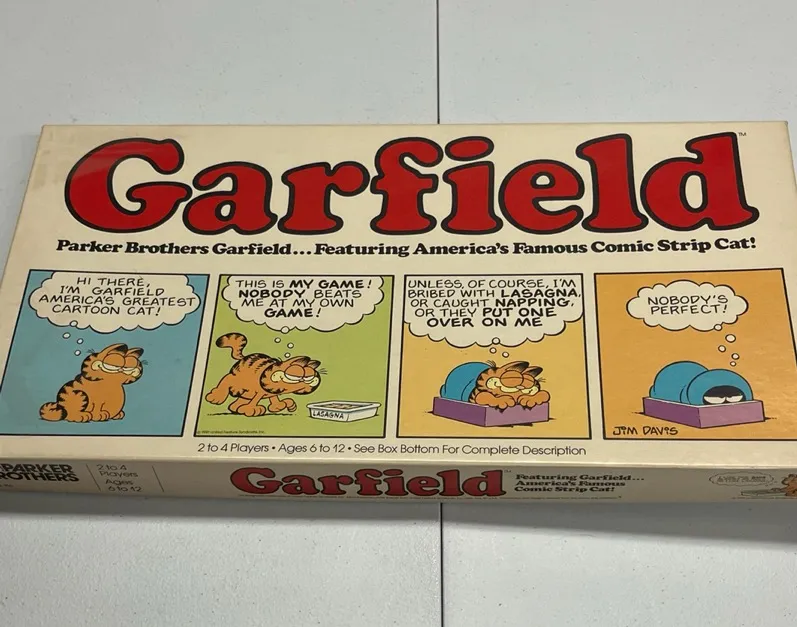 Garfield™
Parker Brothers Garfield... Featuring America's Famous Comic Strip Cat!
HI THERE,
I'M GARFIELD
AMERICA'S GREATEST
CARTOON CAT!
THIS IS MY GAME!
NOBODY BEATS
ME AT MY OWN
GAME!
LASAGNA
UNLESS, OF COURSE, I'M
BRIBED WITH LASAGNA,
OR CAUGHT NAPPING,
OR THEY PUT ONE
OVER ON ME
NOBODY'S
PERFECT!
JIM DAVIS
2 to 4 Players • Ages 6 to 12 • See Box Bottom For Complete Description
PARKER
ROTHERS
2 to 4
Players
Ages
6 to 12
Garfield
Featuring Garfield...
America's Famous
Comic Strip Cat!